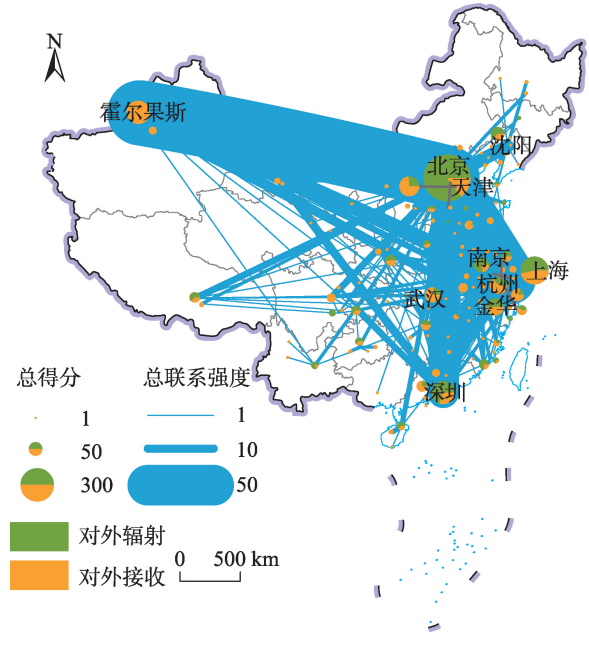 N
霍尔果斯
沈阳
北京
天津
南京
上海
杭州
武汉
金华
深圳
总得分 总联系强度
1 1
50 10
300 50
对外辐射
对外接收
0 500 km